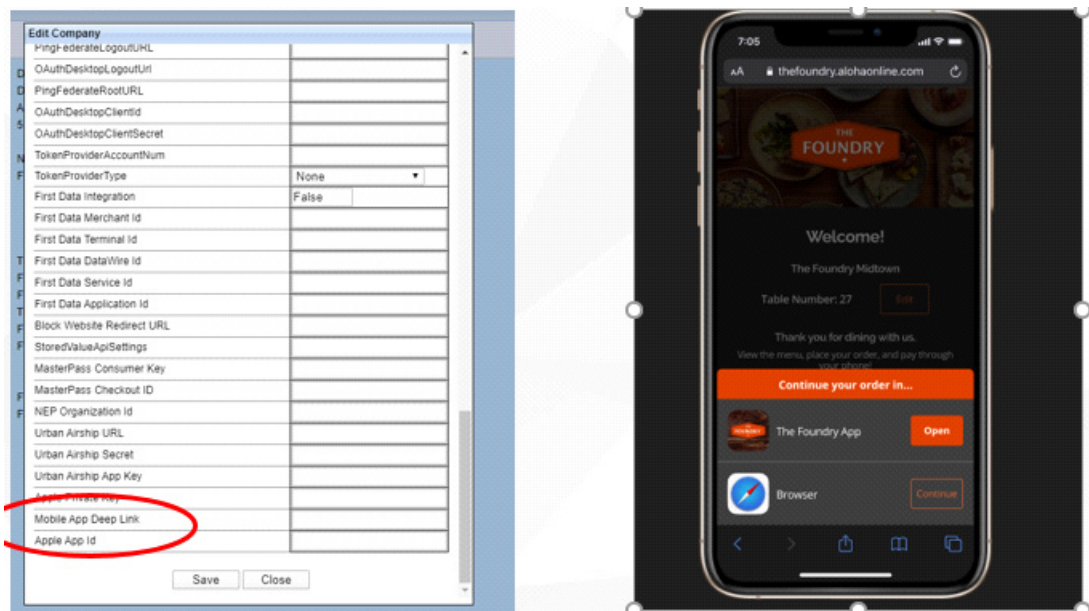 Edit Company
PingFederateLogoutURL
OAuthDesktopLogoutUrl
PingFederateRootURL
OAuthDesktopClientId
OAuthDesktopClientSecret
TokenProviderAccountNum
TokenProviderType None
First Data Integration False
First Data Merchant Id
First Data Terminal Id
First Data DataWire Id
First Data Service Id
First Data Application Id
Block Website Redirect URL
StoredValueApiSettings
MasterPass Consumer Key
MasterPass Checkout ID
NEP Organization Id
Urban Airship URL
Urban Airship Secret
Urban Airship App Key
Apple Private Key
Mobile App Deep Link
Apple App Id
Save Close
7:05
AA thefoundry.alohaonline.com
THE
FOUNDRY
Welcome!
The Foundry Midtown
Table Number: 27 Edit
Thank you for dining with us.
View the menu, place your order, and pay through
your phone!
Continue your order in...
The Foundry App Open
Browser Continue